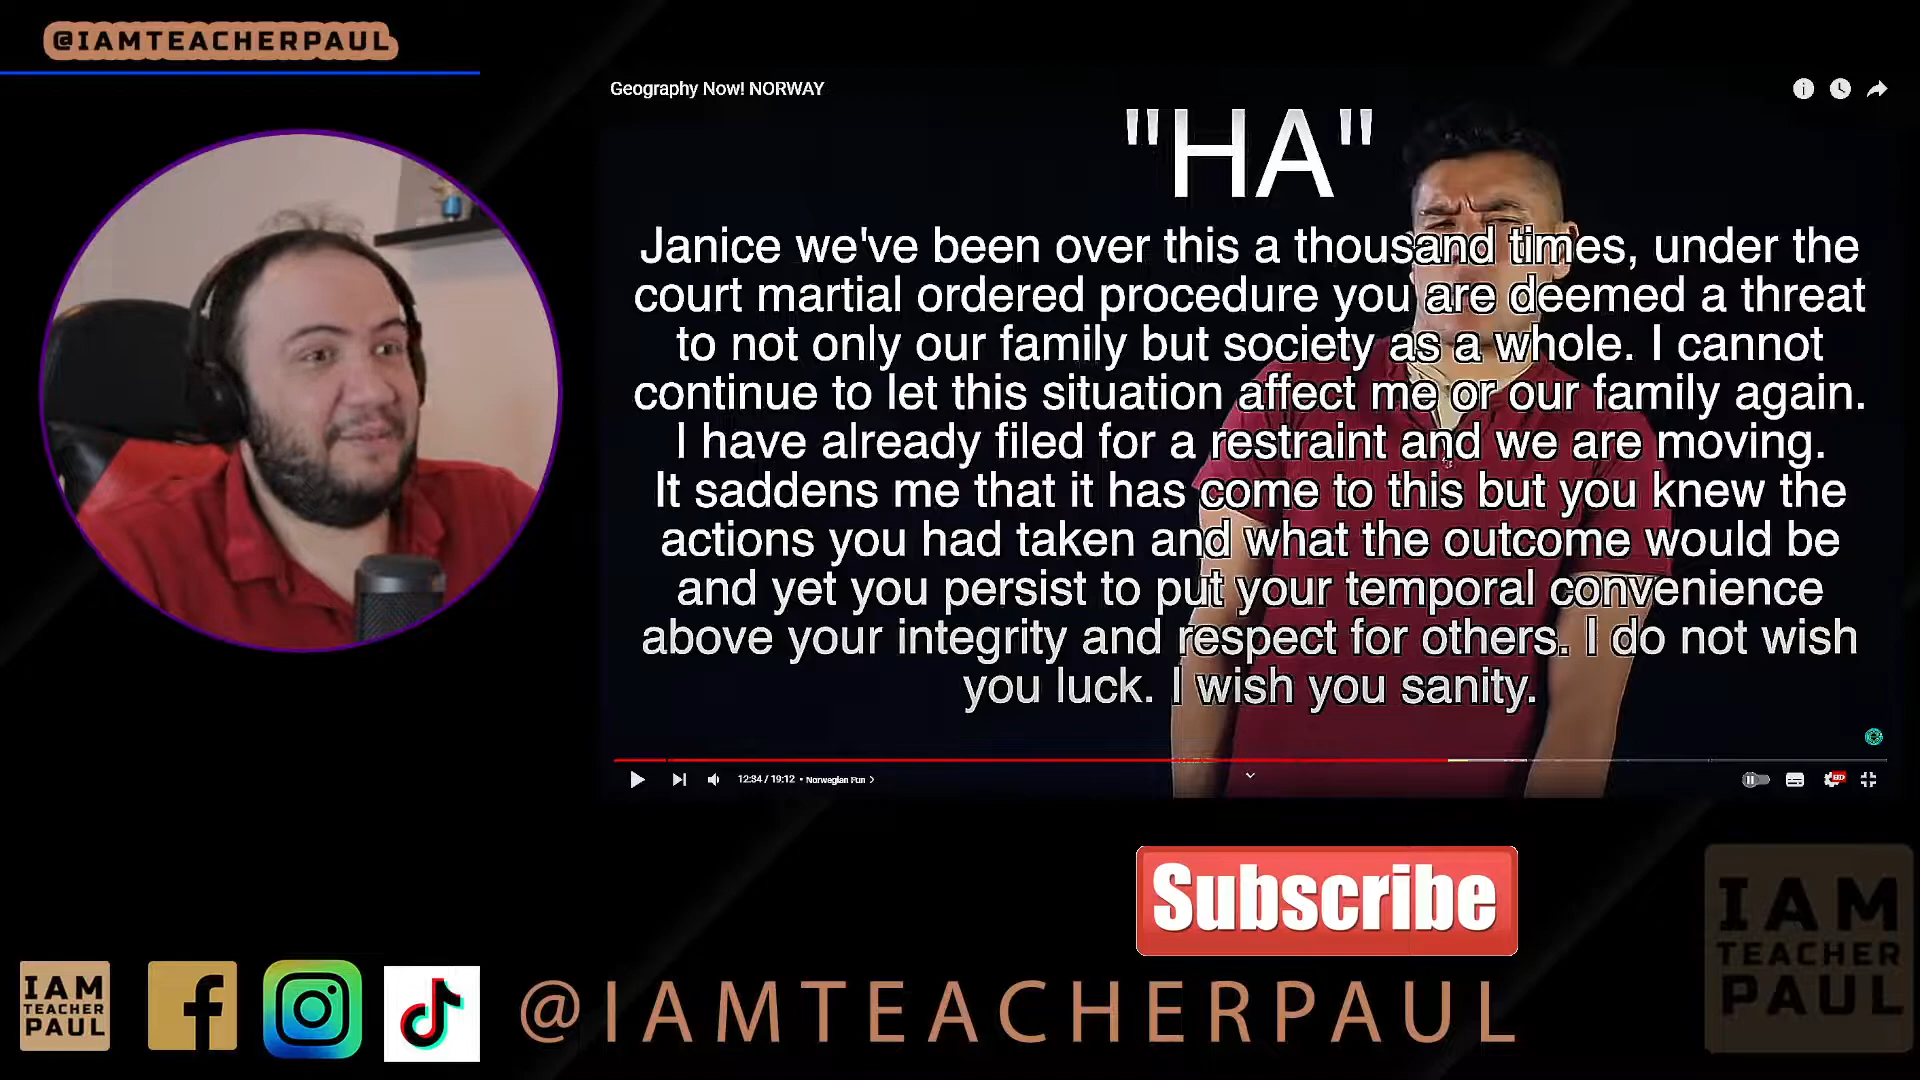 @IAMTEACHERPAUL
Geography Now! NORWAY
"HA"
Janice we've been over this a thousand times, under the
court martial ordered procedure you are deemed a threat
to not only our family but society as a whole. I cannot
continue to let this situation affect me or our family again.
I have already filed for a restraint and we are moving.
It saddens me that it has come to this but you knew the
actions you had taken and what the outcome would be
and yet you persist to put your temporal convenience
above your integrity and respect for others. I do not wish
you luck. I wish you sanity.
12:34 / 19:12 • Norwegian Fun >
HD
Subscribe
IAM
TEACHER
PAUL
IAM
TEACHER
PAUL
@IAMTEACHERPAUL